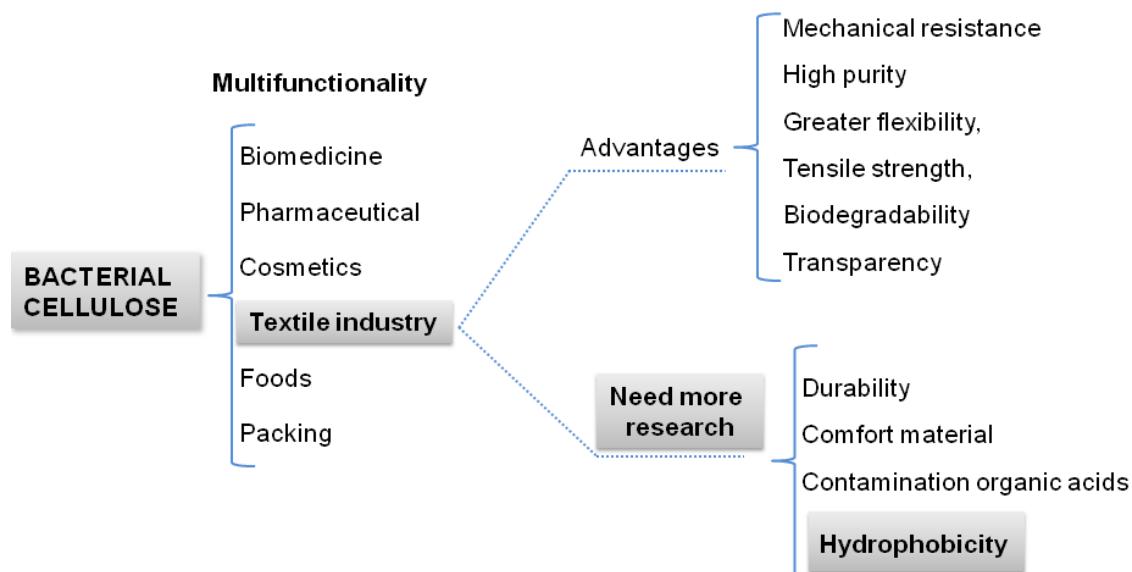 BACTERIAL
CELLULOSE
Multifunctionality
Biomedicine
Pharmaceutical
Cosmetics
Textile industry
Foods
Packing
Advantages
Mechanical resistance
High purity
Greater flexibility,
Tensile strength,
Biodegradability
Transparency
Need more
research
Durability
Comfort material
Contamination organic acids
Hydrophobicity